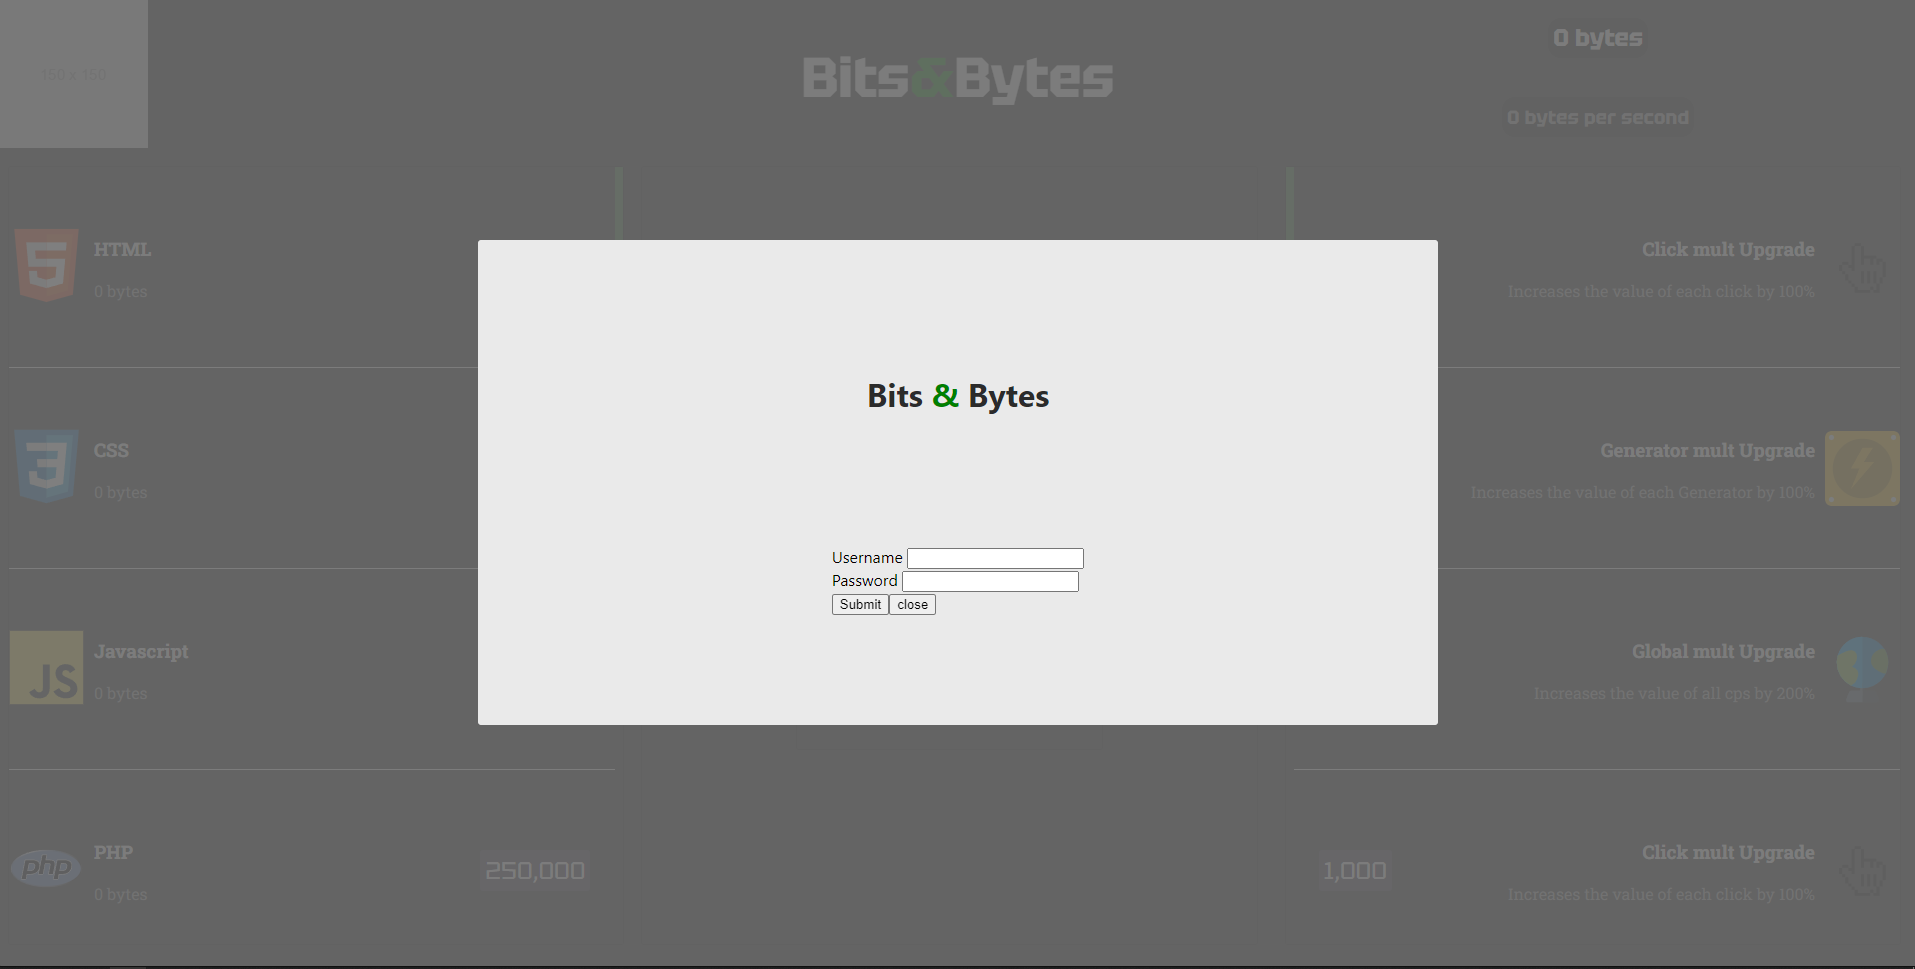 150 x 150
Bits&Bytes
0 bytes
0 bytes per second
HTML
0 bytes
CSS
0 bytes
Javascript
JS
0 bytes
PHP
php
0 bytes
250,000
Bits & Bytes
Username
Password
Submit close
Click mult Upgrade
Increases the value of each click by 100%
Generator mult Upgrade
Increases the value of each Generator by 100%
Global mult Upgrade
Increases the value of all cps by 200%
1,000
Click mult Upgrade
Increases the value of each click by 100%